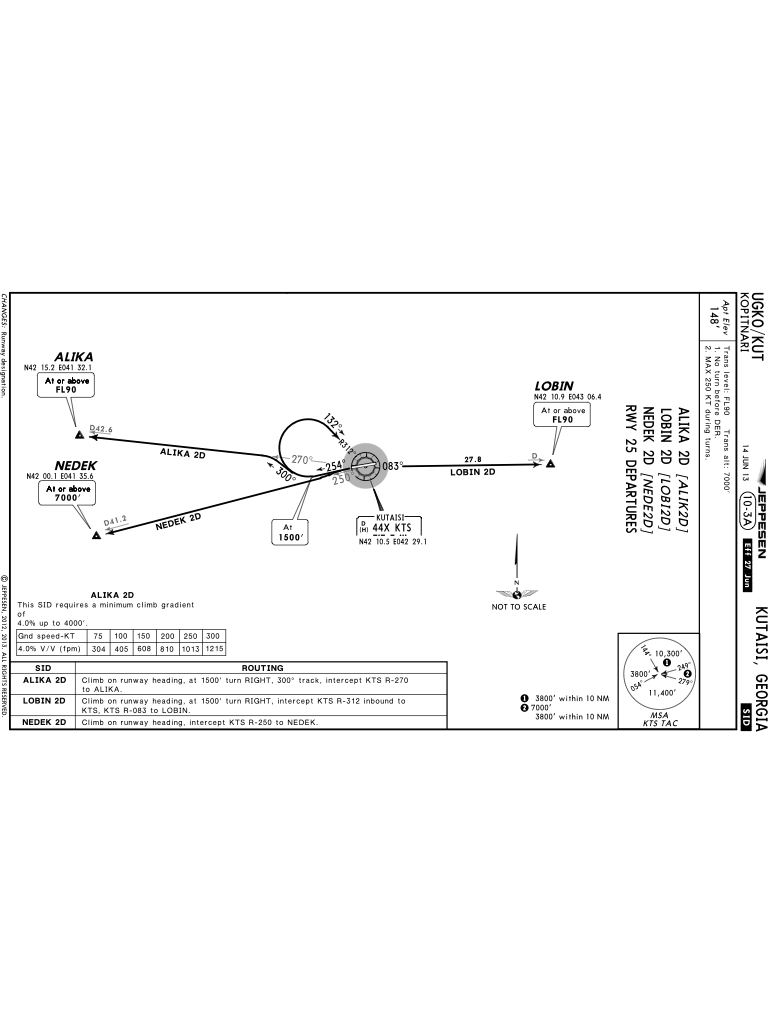 UGKO/KUT
KOPITNARI
14 JUN 13
10-3A
Eff 27 Jun
JEPPESEN
KUTAISI, GEORGIA
SID
Apt Elev
148'
Trans level: FL90 Trans alt: 7000'
1. No turn before DER.
2. MAX 250 KT during turns.
ALIKA 2D [ALIK2D]
LOBIN 2D [LOBI2D]
NEDEK 2D [NEDE2D]
RWY 25 DEPARTURES
ALIKA
N42 15.2 E041 32.1
At or above
FL90
D42.6
ALIKA 2D
NEDEK
N42 00.1 E041 35.6
At or above
7000'
D41.2
NEDEK 2D
132°
R312°
270°
254°
250°
300°
083°
At
1500'
KUTAISI
D
(H) 44X KTS
N42 10.5 E042 29.1
27.8
LOBIN 2D
D
LOBIN
N42 10.9 E043 06.4
At or above
FL90
N
NOT TO SCALE
ALIKA 2D
This SID requires a minimum climb gradient
of
4.0% up to 4000'.
Gnd speed-KT 75 100 150 200 250 300
4.0% V/V (fpm) 304 405 608 810 1013 1215
SID ROUTING
ALIKA 2D Climb on runway heading, at 1500' turn RIGHT, 300° track, intercept KTS R-270
to ALIKA.
LOBIN 2D Climb on runway heading, at 1500' turn RIGHT, intercept KTS R-312 inbound to
KTS, KTS R-083 to LOBIN.
NEDEK 2D Climb on runway heading, intercept KTS R-250 to NEDEK.
1 3800' within 10 NM
2 7000'
3800' within 10 NM
144°
10,300'
1
249°
3800'
2
279°
054°
11,400'
MSA
KTS TAC
CHANGES: Runway designation.
© JEPPESEN, 2012, 2013. ALL RIGHTS RESERVED.